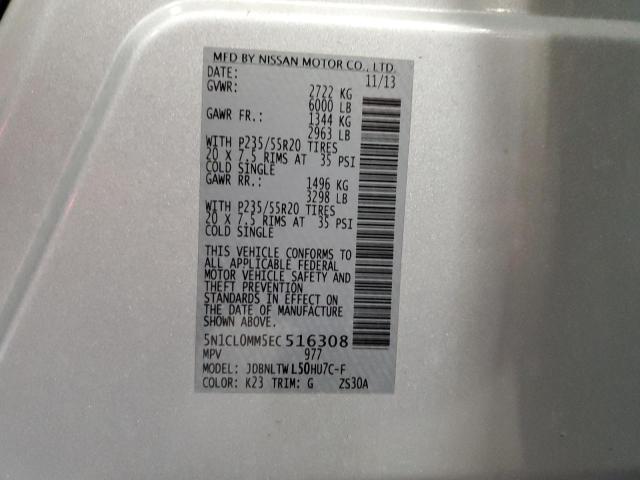 MFD BY NISSAN MOTOR CO., LTD.
DATE: 11/13
GVWR: 2722 KG
6000 LB
GAWR FR.: 1344 KG
2963 LB
WITH P235/55R20 TIRES
20 X 7.5 RIMS AT 35 PSI
COLD SINGLE
GAWR RR.: 1496 KG
3298 LB
WITH P235/55R20 TIRES
20 X 7.5 RIMS AT 35 PSI
COLD SINGLE
THIS VEHICLE CONFORMS TO
ALL APPLICABLE FEDERAL
MOTOR VEHICLE SAFETY AND
THEFT PREVENTION
STANDARDS IN EFFECT ON
THE DATE OF MANUFACTURE
SHOWN ABOVE.
5N1CL0MM5EC516308
MPV 977
MODEL: JDBNLTWL50HU7C-F
COLOR: K23 TRIM: G ZS30A